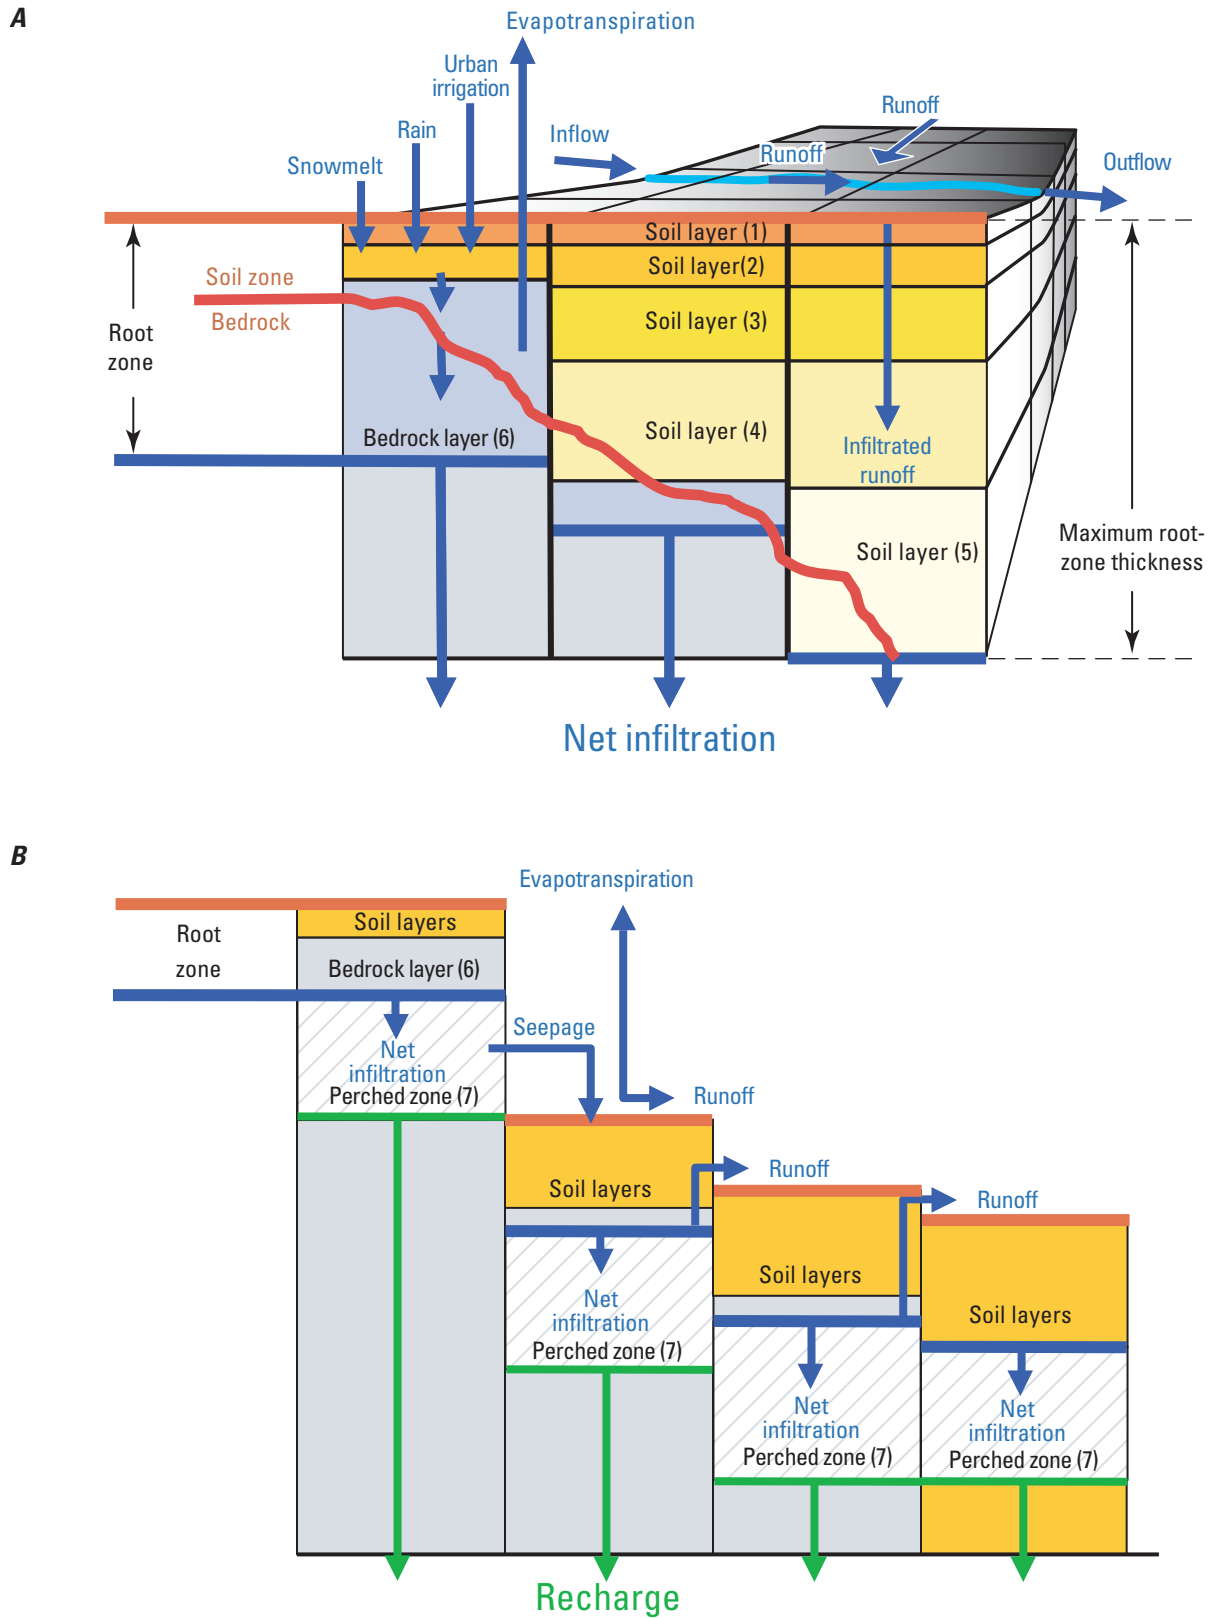 A
Evapotranspiration
Urban
irrigation
Rain
Snowmelt
Inflow
Runoff
Runoff
Outflow
Soil layer (1)
Soil layer(2)
Soil zone
Bedrock
Soil layer (3)
Root
zone
Bedrock layer (6)
Soil layer (4)
Infiltrated
runoff
Soil layer (5)
Maximum root-
zone thickness
Net infiltration
B
Evapotranspiration
Soil layers
Root
zone
Bedrock layer (6)
Seepage
Net
infiltration
Perched zone (7)
Runoff
Soil layers
Runoff
Runoff
Net
infiltration
Perched zone (7)
Soil layers
Soil layers
Net
infiltration
Perched zone (7)
Net
infiltration
Perched zone (7)
Recharge